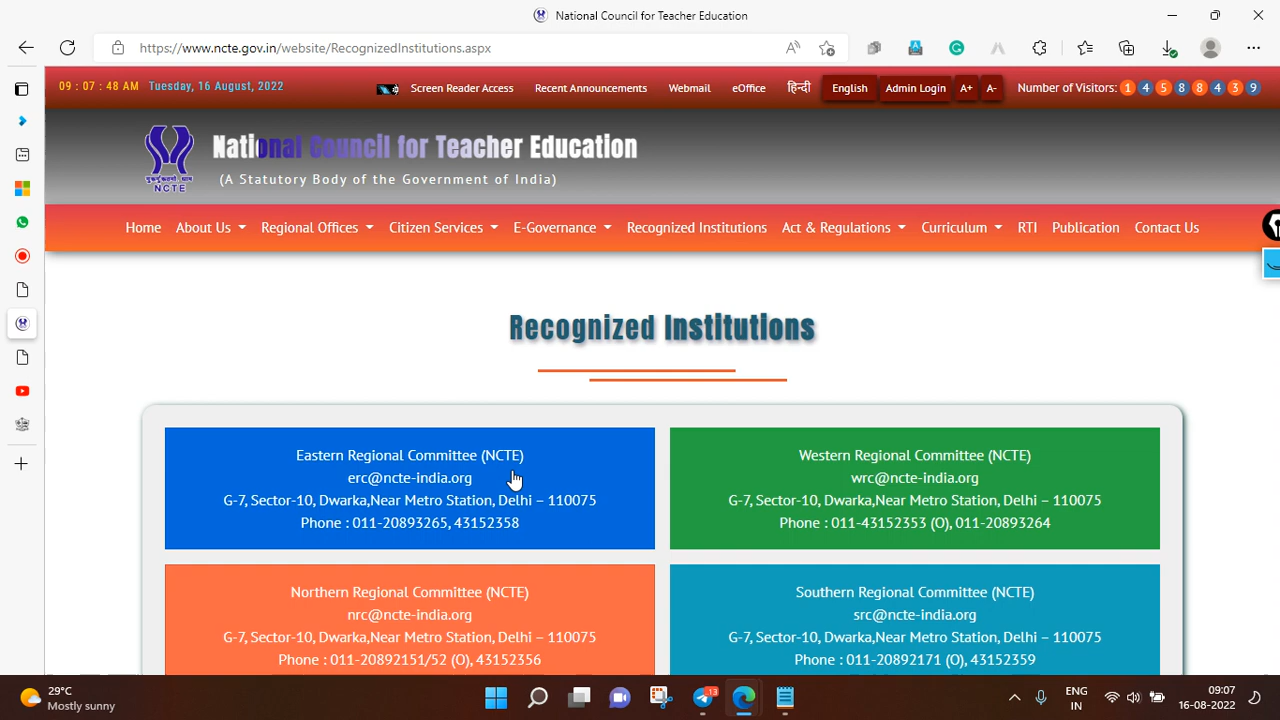 National Council for Teacher Education
https://www.ncte.gov.in/website/RecognizedInstitutions.aspx
09 : 07 : 48 AM Tuesday, 16 August, 2022
Screen Reader Access Recent Announcements Webmail eOffice हिन्दी English Admin Login A+ A- Number of Visitors: 1 4 5 8 8 4 3 9
National Council for Teacher Education
(A Statutory Body of the Government of India)
NCTE
Home About Us Regional Offices Citizen Services E-Governance Recognized Institutions Act & Regulations Curriculum RTI Publication Contact Us
Recognized Institutions
Eastern Regional Committee (NCTE)
erc@ncte-india.org
G-7, Sector-10, Dwarka,Near Metro Station, Delhi – 110075
Phone : 011-20893265, 43152358
Western Regional Committee (NCTE)
wrc@ncte-india.org
G-7, Sector-10, Dwarka,Near Metro Station, Delhi – 110075
Phone : 011-43152353 (O), 011-20893264
Northern Regional Committee (NCTE)
nrc@ncte-india.org
G-7, Sector-10, Dwarka,Near Metro Station, Delhi – 110075
Phone : 011-20892151/52 (O), 43152356
Southern Regional Committee (NCTE)
src@ncte-india.org
G-7, Sector-10, Dwarka,Near Metro Station, Delhi – 110075
Phone : 011-20892171 (O), 43152359
29°C
Mostly sunny
13
ENG
IN
09:07
16-08-2022